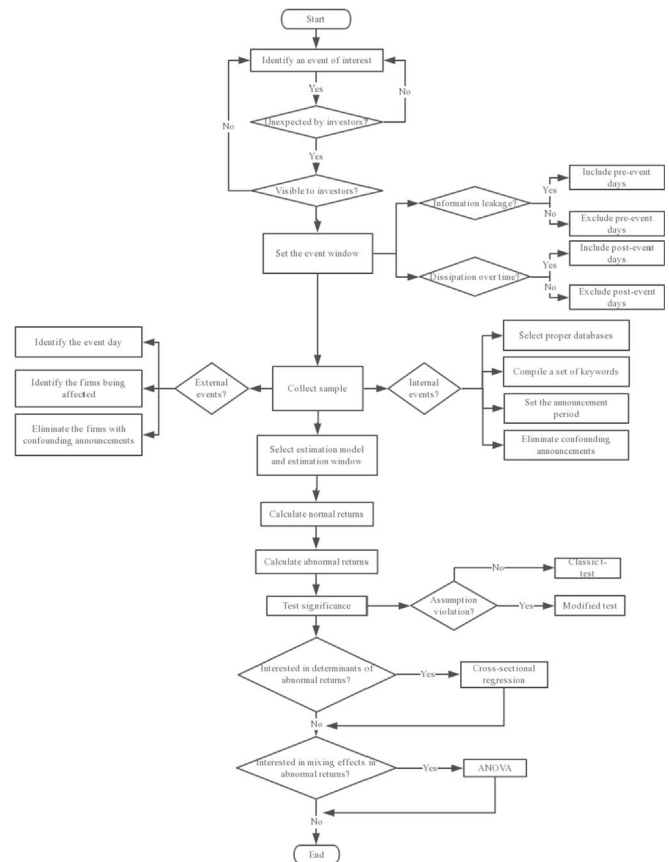 Start
Identify an event of interest
Yes
No
Unexpected by investors?
No
Yes
Visible to investors?
Information leakage?
Yes
Include pre-event
days
No
Exclude pre-event
days
Set the event window
Dissipation over time?
Yes
Include post-event
days
No
Exclude post-event
days
Identify the event day
Identify the firms being
affected
Eliminate the firms with
confounding announcements
External
events?
Collect sample
Internal
events?
Select proper databases
Compile a set of keywords
Set the announcement
period
Eliminate confounding
announcements
Select estimation model
and estimation window
Calculate normal returns
Calculate abnormal returns
Test significance
Assumption
violation?
No
Classic t-
test
Yes
Modified test
Interested in determinants of
abnormal returns?
Yes
Cross-sectional
regression
No
Interested in mixing effects in
abnormal returns?
Yes
ANOVA
No
End